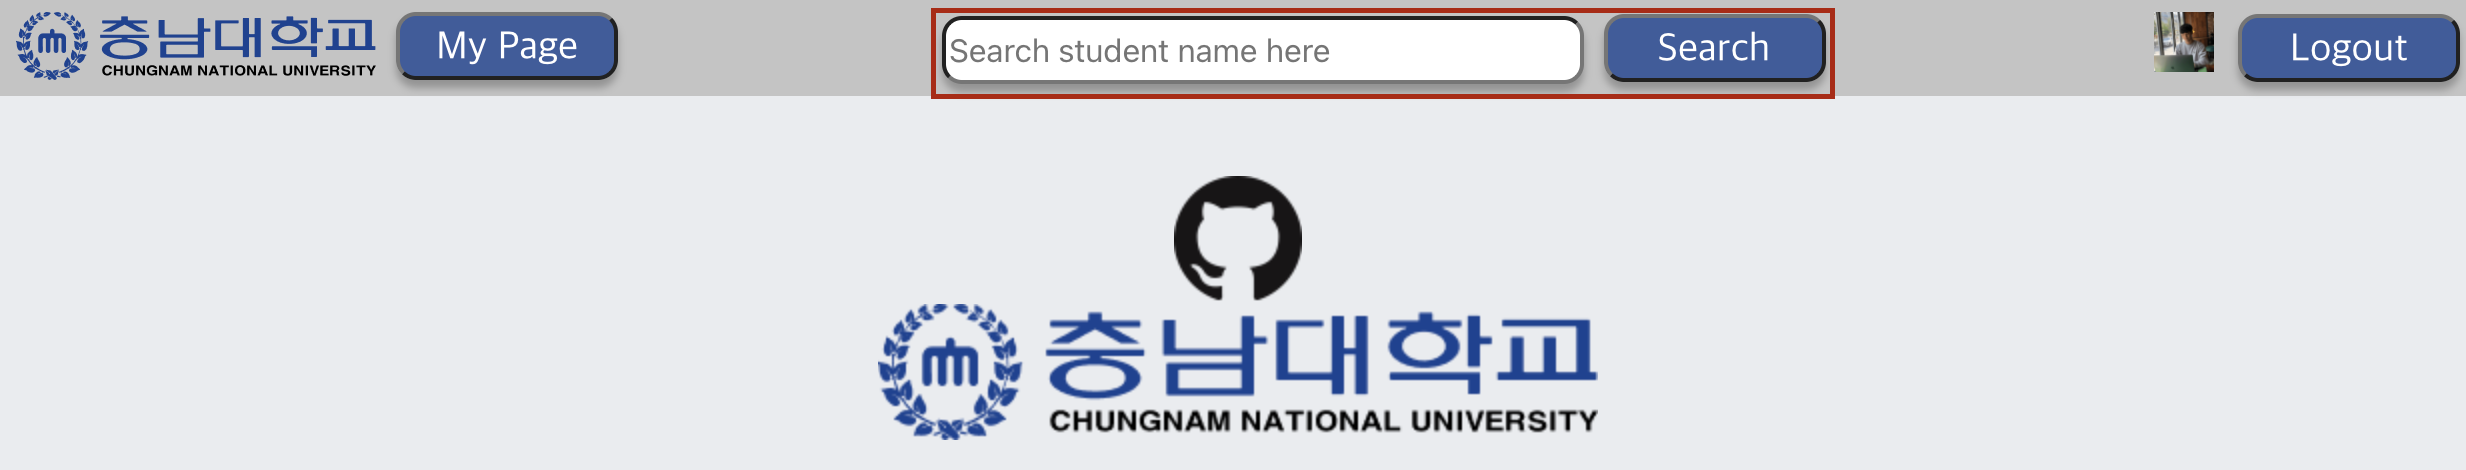 충남대학교
CHUNGNAM NATIONAL UNIVERSITY
My Page
Search student name here
Search
Logout
충남대학교
CHUNGNAM NATIONAL UNIVERSITY